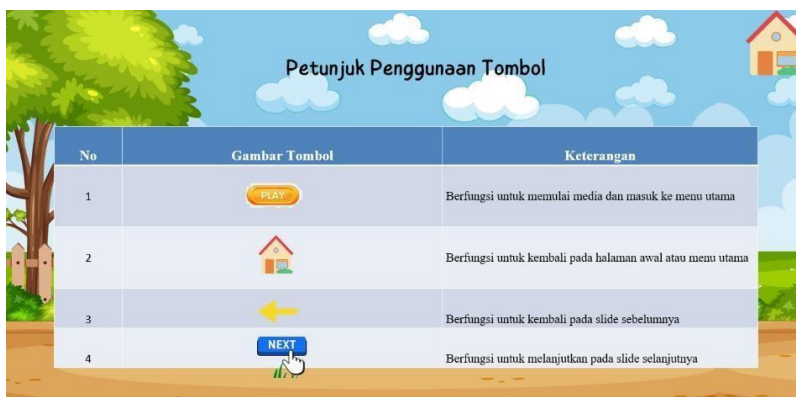 Petunjuk Penggunaan Tombol
No Gambar Tombol Keterangan
1 PLAY Berfungsi untuk memulai media dan masuk ke menu utama
2 Berfungsi untuk kembali pada halaman awal atau menu utama
3 Berfungsi untuk kembali pada slide sebelumnya
4 NEXT Berfungsi untuk melanjutkan pada slide selanjutnya